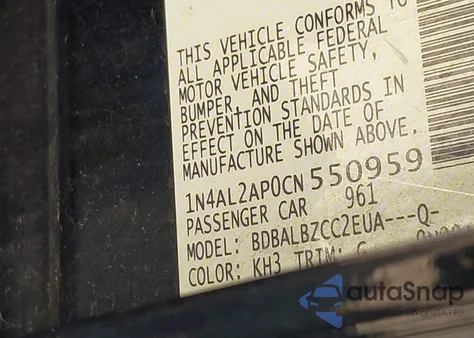 THIS VEHICLE CONFORMS TO
ALL APPLICABLE FEDERAL
MOTOR VEHICLE SAFETY,
BUMPER, AND THEFT
PREVENTION STANDARDS IN
EFFECT ON THE DATE OF
MANUFACTURE SHOWN ABOVE.
1N4AL2AP0CN550959
PASSENGER CAR 961
MODEL: BDBALBZCC2EUA---Q-
COLOR: KH3 TRIM: G
autoSnap